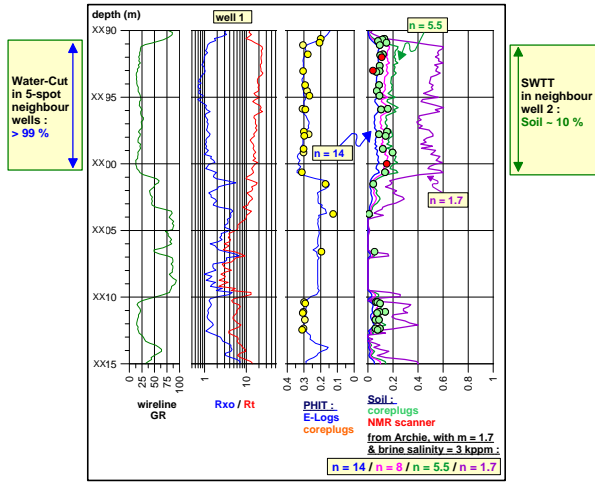 depth (m)
well 1
n = 5.5
XX90
XX95
XX00
XX05
XX10
XX15
Water-Cut
in 5-spot
neighbour
wells :
> 99 %
SWTT
in neighbour
well 2 :
Soil ~ 10 %
n = 14
n = 1.7
0 25 50 75 100
1 10
0.4 0.3 0.2 0.1 0
0 0.2 0.4 0.6 0.8 1
wireline
GR
Rxo / Rt
PHIT :
E-Logs
coreplugs
Soil:
coreplugs
NMR scanner
from Archie, with m = 1.7
& brine salinity = 3 kppm :
n = 14 / n = 8 / n = 5.5 / n = 1.7